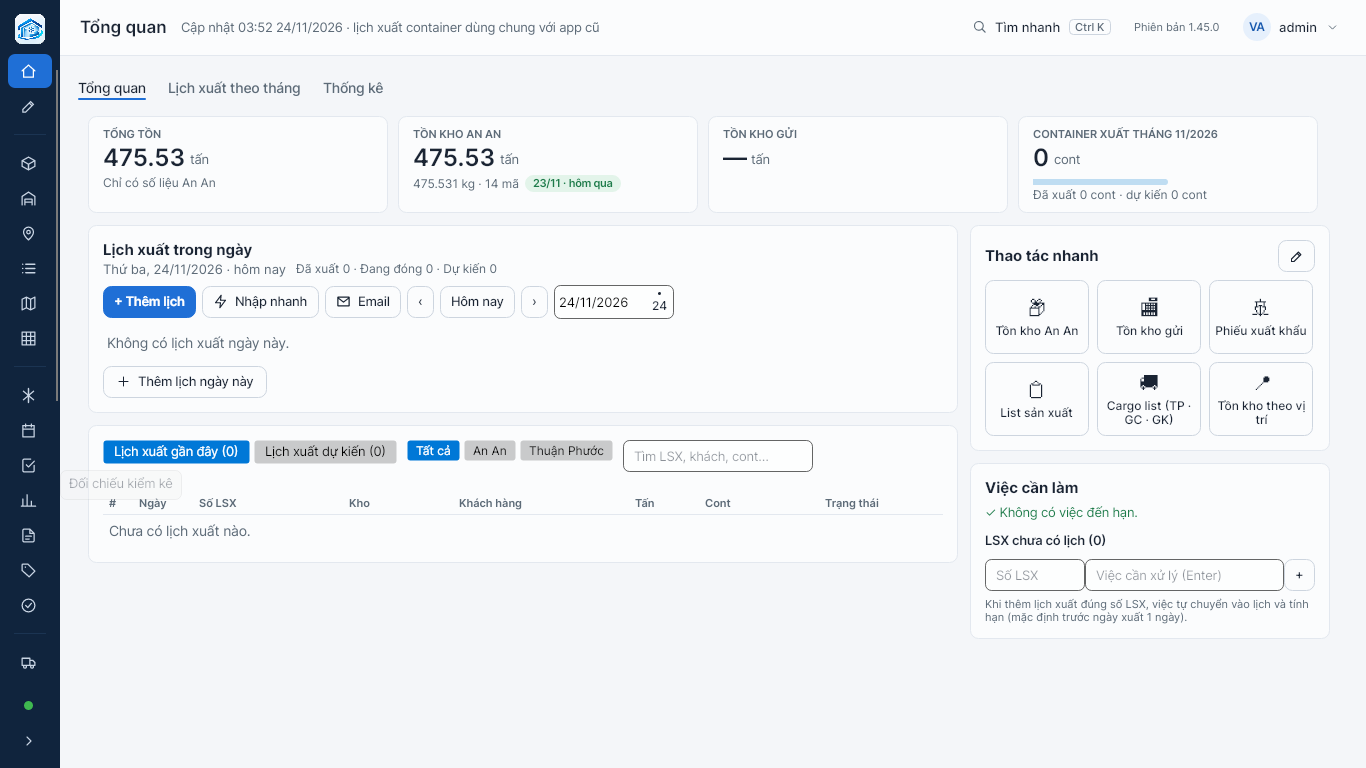 Tổng quan
Cập nhật 03:52 24/11/2026 · lịch xuất container dùng chung với app cũ
Tìm nhanh
Ctrl K
Phiên bản 1.45.0
VA
admin
Tổng quan
Lịch xuất theo tháng
Thống kê
TỔNG TỒN
475.53 tấn
Chỉ có số liệu An An
TỒN KHO AN AN
475.53 tấn
475.531 kg · 14 mã
23/11 · hôm qua
TỒN KHO GỬI
— tấn
CONTAINER XUẤT THÁNG 11/2026
0 cont
Đã xuất 0 cont · dự kiến 0 cont
Lịch xuất trong ngày
Thứ ba, 24/11/2026 · hôm nay
Đã xuất 0 · Đang đóng 0 · Dự kiến 0
+ Thêm lịch
Nhập nhanh
Email
‹
Hôm nay
›
24/11/2026
24
Không có lịch xuất ngày này.
+ Thêm lịch ngày này
Thao tác nhanh
Tồn kho An An
Tồn kho gửi
Phiếu xuất khẩu
List sản xuất
Cargo list (TP ·
GC · GK)
Tồn kho theo vị
trí
Lịch xuất gần đây (0)
Lịch xuất dự kiến (0)
Tất cả
An An
Thuận Phước
Tìm LSX, khách, cont...
Đối chiếu kiểm kê
# Ngày Số LSX Kho Khách hàng Tấn Cont Trạng thái
Chưa có lịch xuất nào.
Việc cần làm
✓ Không có việc đến hạn.
LSX chưa có lịch (0)
Số LSX
Việc cần xử lý (Enter)
+
Khi thêm lịch xuất đúng số LSX, việc tự chuyển vào lịch và tính
hạn (mặc định trước ngày xuất 1 ngày).